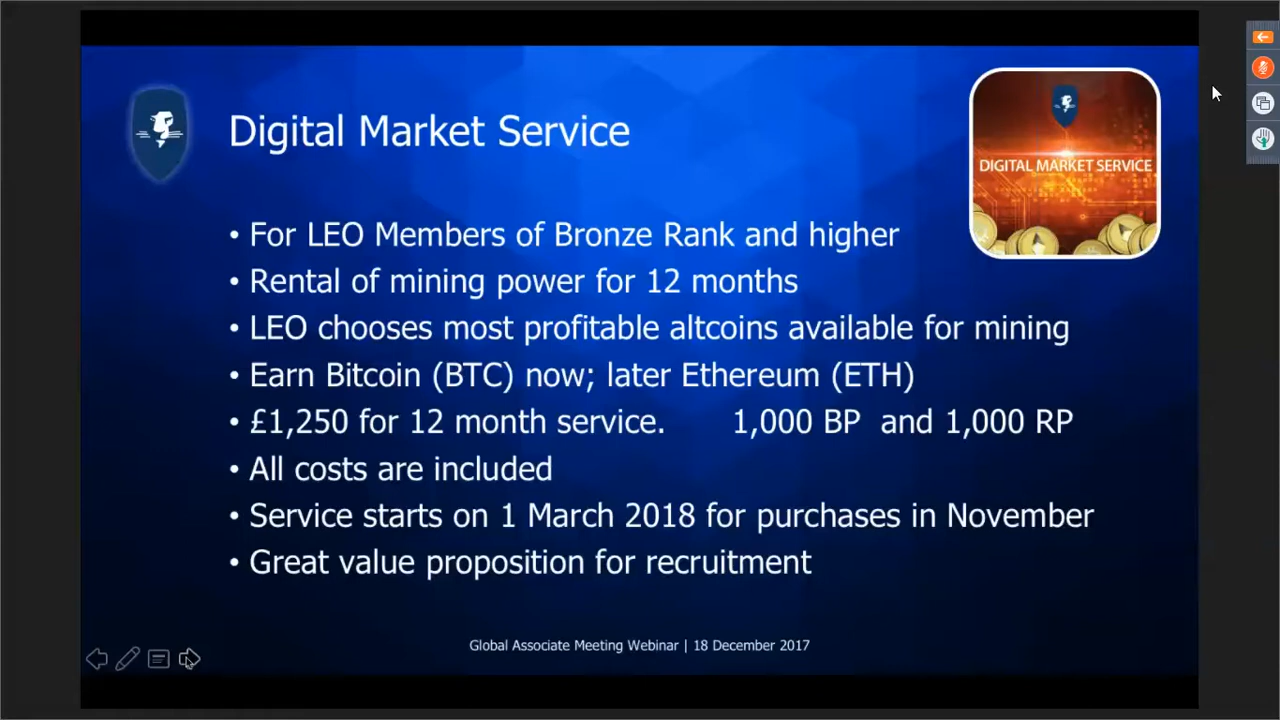 Digital Market Service
DIGITAL MARKET SERVICE
• For LEO Members of Bronze Rank and higher
• Rental of mining power for 12 months
• LEO chooses most profitable altcoins available for mining
• Earn Bitcoin (BTC) now; later Ethereum (ETH)
• £1,250 for 12 month service. 1,000 BP and 1,000 RP
• All costs are included
• Service starts on 1 March 2018 for purchases in November
• Great value proposition for recruitment
Global Associate Meeting Webinar | 18 December 2017